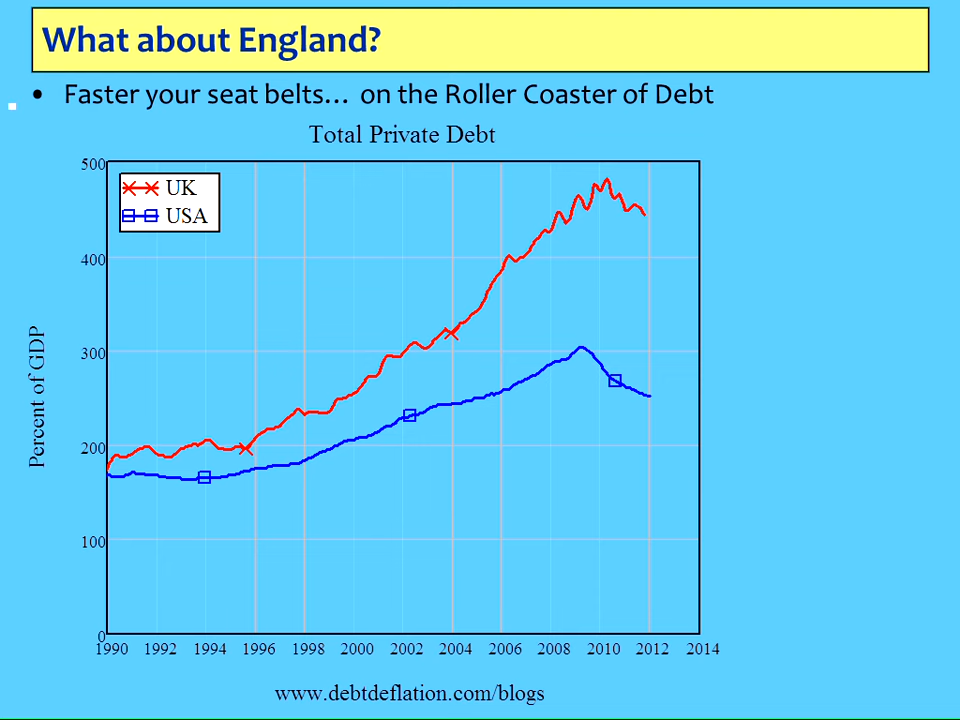 What about England?
• Faster your seat belts… on the Roller Coaster of Debt
Total Private Debt
500
UK
USA
400
300
Percent of GDP
200
100
0
1990 1992 1994 1996 1998 2000 2002 2004 2006 2008 2010 2012 2014
www.debtdeflation.com/blogs